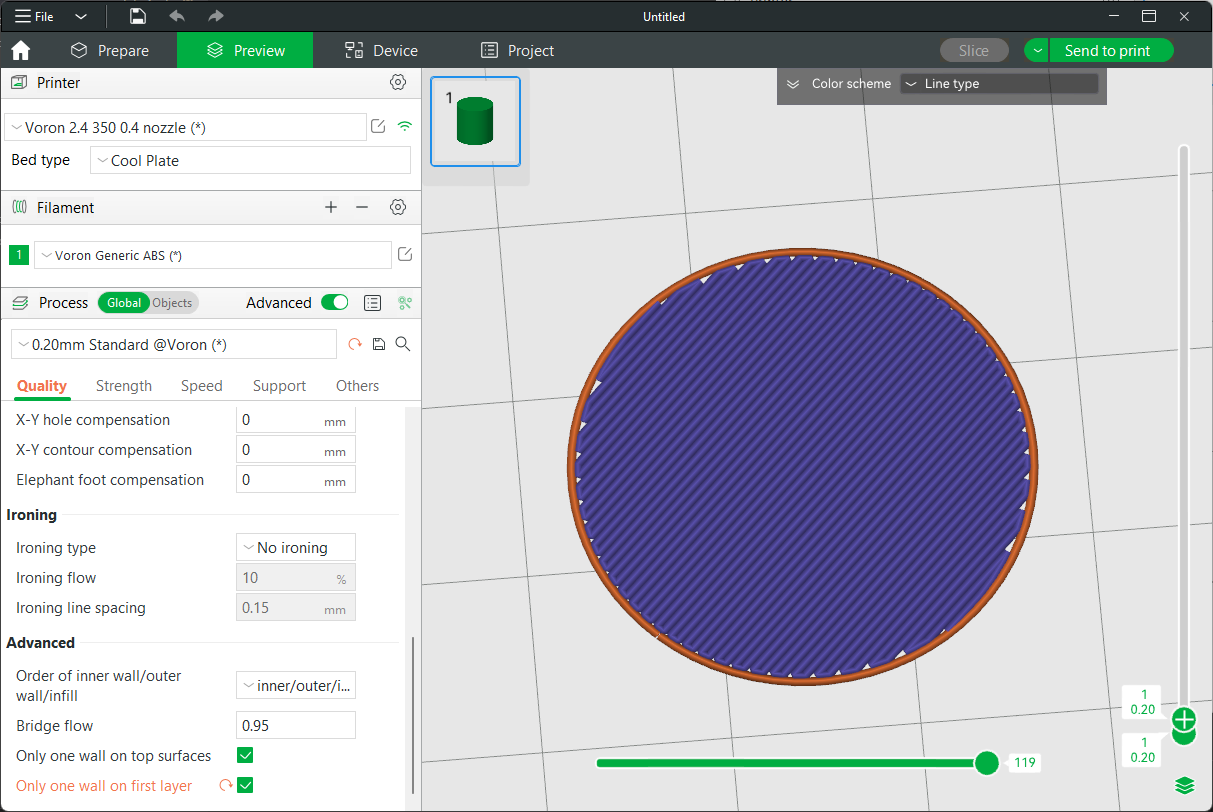 File
Untitled
Prepare
Preview
Device
Project
Slice
Send to print
Printer
Voron 2.4 350 0.4 nozzle (*)
Bed type
Cool Plate
Filament
1
Voron Generic ABS (*)
Process
Global
Objects
Advanced
0.20mm Standard @Voron (*)
Quality
Strength
Speed
Support
Others
X-Y hole compensation
0 mm
X-Y contour compensation
0 mm
Elephant foot compensation
0 mm
Ironing
Ironing type
No ironing
Ironing flow
10 %
Ironing line spacing
0.15 mm
Advanced
Order of inner wall/outer
wall/infill
inner/outer/i...
Bridge flow
0.95
Only one wall on top surfaces
Only one wall on first layer
1
Color scheme
Line type
1
0.20
1
0.20
119